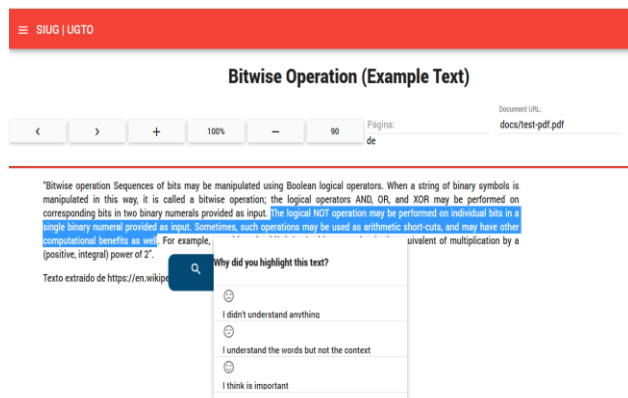 ≡ SIUG | UGTO
Bitwise Operation (Example Text)
Document URL:
‹ › + 100% − 90 Página: docs/test-pdf.pdf
de
"Bitwise operation Sequences of bits may be manipulated using Boolean logical operators. When a string of binary symbols is
manipulated in this way, it is called a bitwise operation; the logical operators AND, OR, and XOR may be performed on
corresponding bits in two binary numerals provided as input. The logical NOT operation may be performed on individual bits in a
single binary numeral provided as input. Sometimes, such operations may be used as arithmetic short-cuts, and may have other
computational benefits as well. For example, uivalent of multiplication by a
(positive, integral) power of 2".
Texto extraído de https://en.wikipe
Why did you highlight this text?
I didn't understand anything
I understand the words but not the context
I think is important